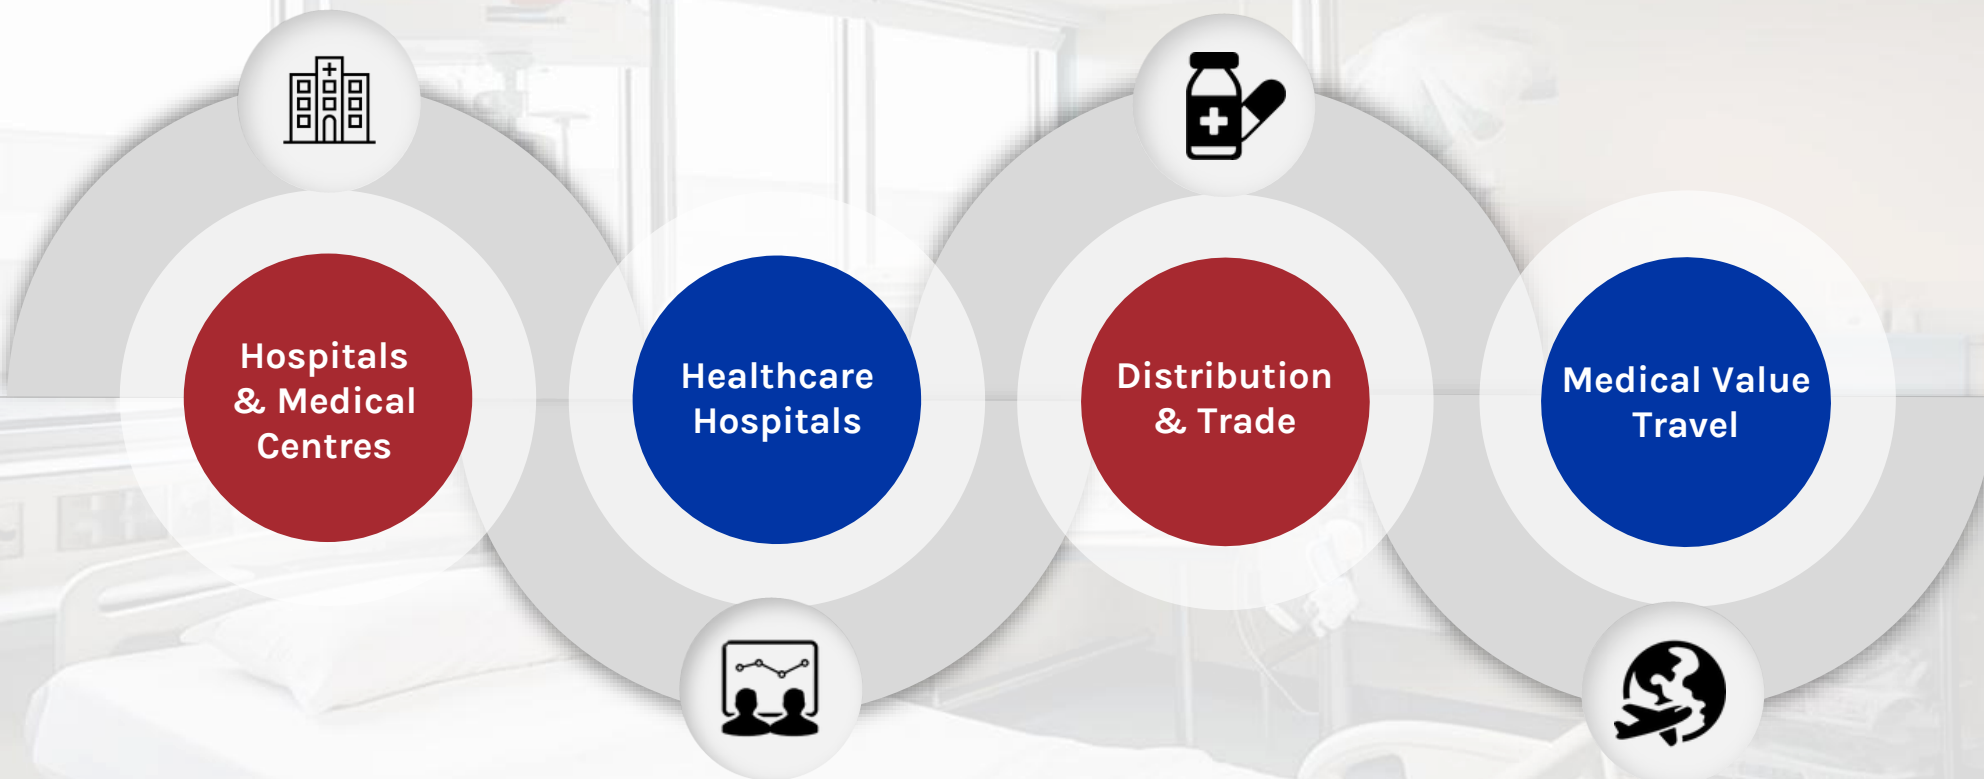 Hospitals
& Medical
Centres
Healthcare
Hospitals
Distribution
& Trade
Medical Value
Travel